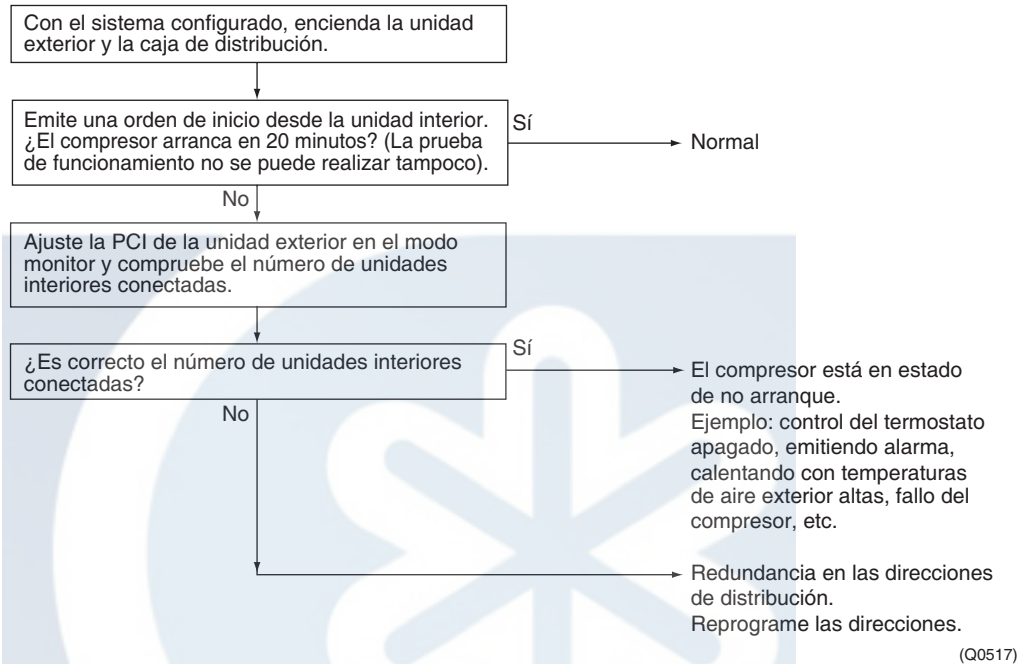 Con el sistema configurado, encienda la unidad
exterior y la caja de distribución.
Emite una orden de inicio desde la unidad interior.
¿El compresor arranca en 20 minutos? (La prueba
de funcionamiento no se puede realizar tampoco).
Sí
Normal
No
Ajuste la PCI de la unidad exterior en el modo
monitor y compruebe el número de unidades
interiores conectadas.
¿Es correcto el número de unidades interiores
conectadas?
Sí
El compresor está en estado
de no arranque.
Ejemplo: control del termostato
apagado, emitiendo alarma,
calentando con temperaturas
de aire exterior altas, fallo del
compresor, etc.
No
Redundancia en las direcciones
de distribución.
Reprograme las direcciones.
(Q0517)